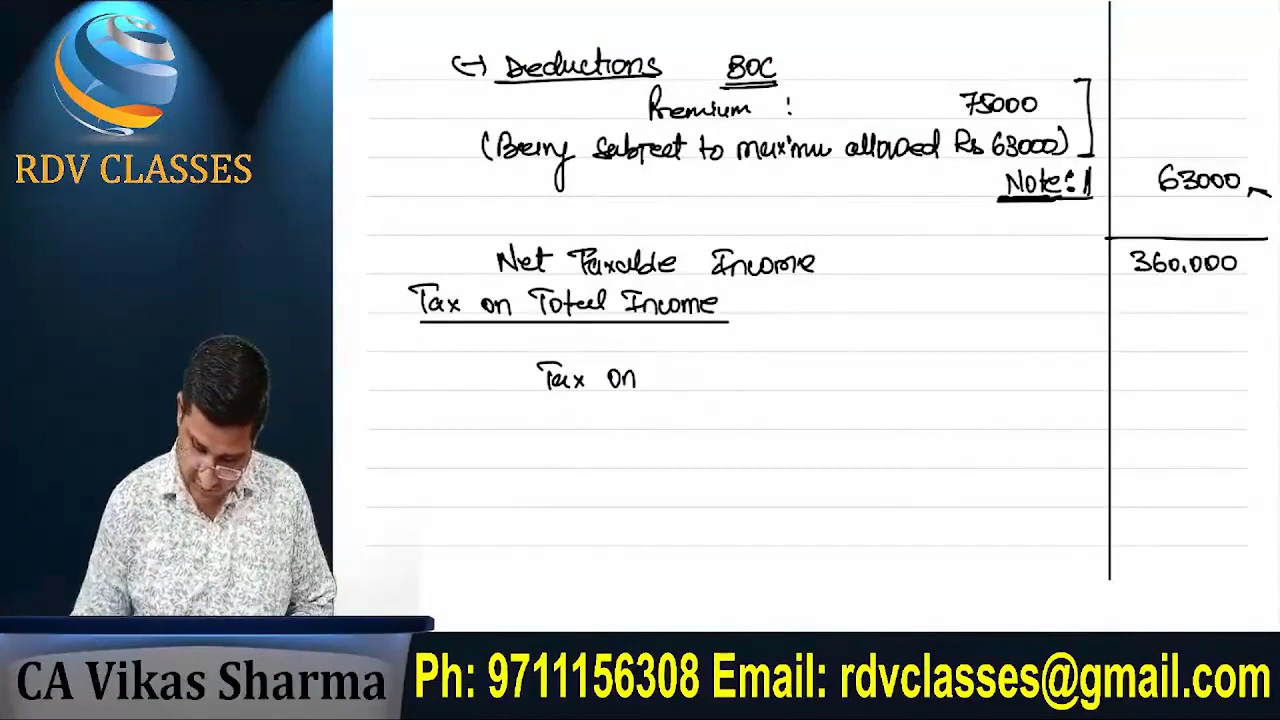 (-) Deductions 80C
Premium : 75000
(Being subject to maximu allowed Rs 63000)
Note: 1 63000
Net Taxable Income 360.000
Tax on Total Income
Tax on
RDV CLASSES
CA Vikas Sharma
Ph: 9711156308 Email: rdvclasses@gmail.com